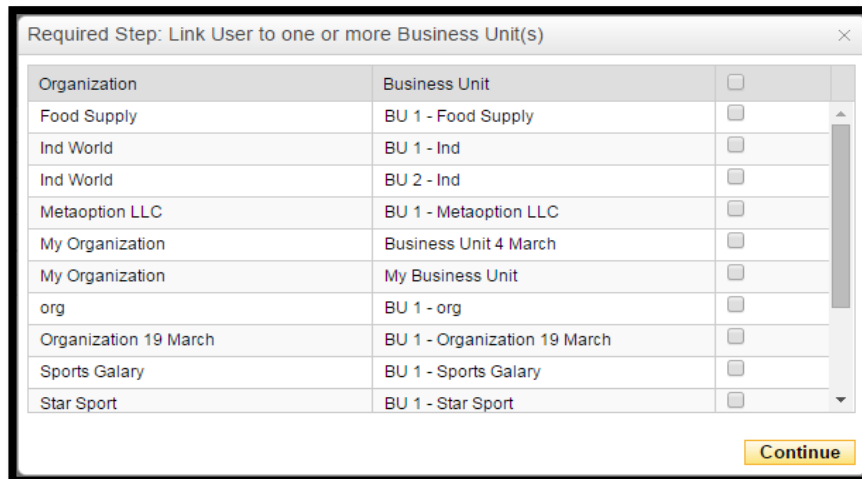 Required Step: Link User to one or more Business Unit(s)
Organization Business Unit
Food Supply BU 1 - Food Supply
Ind World BU 1 - Ind
Ind World BU 2 - Ind
Metaoption LLC BU 1 - Metaoption LLC
My Organization Business Unit 4 March
My Organization My Business Unit
org BU 1 - org
Organization 19 March BU 1 - Organization 19 March
Sports Galary BU 1 - Sports Galary
Star Sport BU 1 - Star Sport
Continue